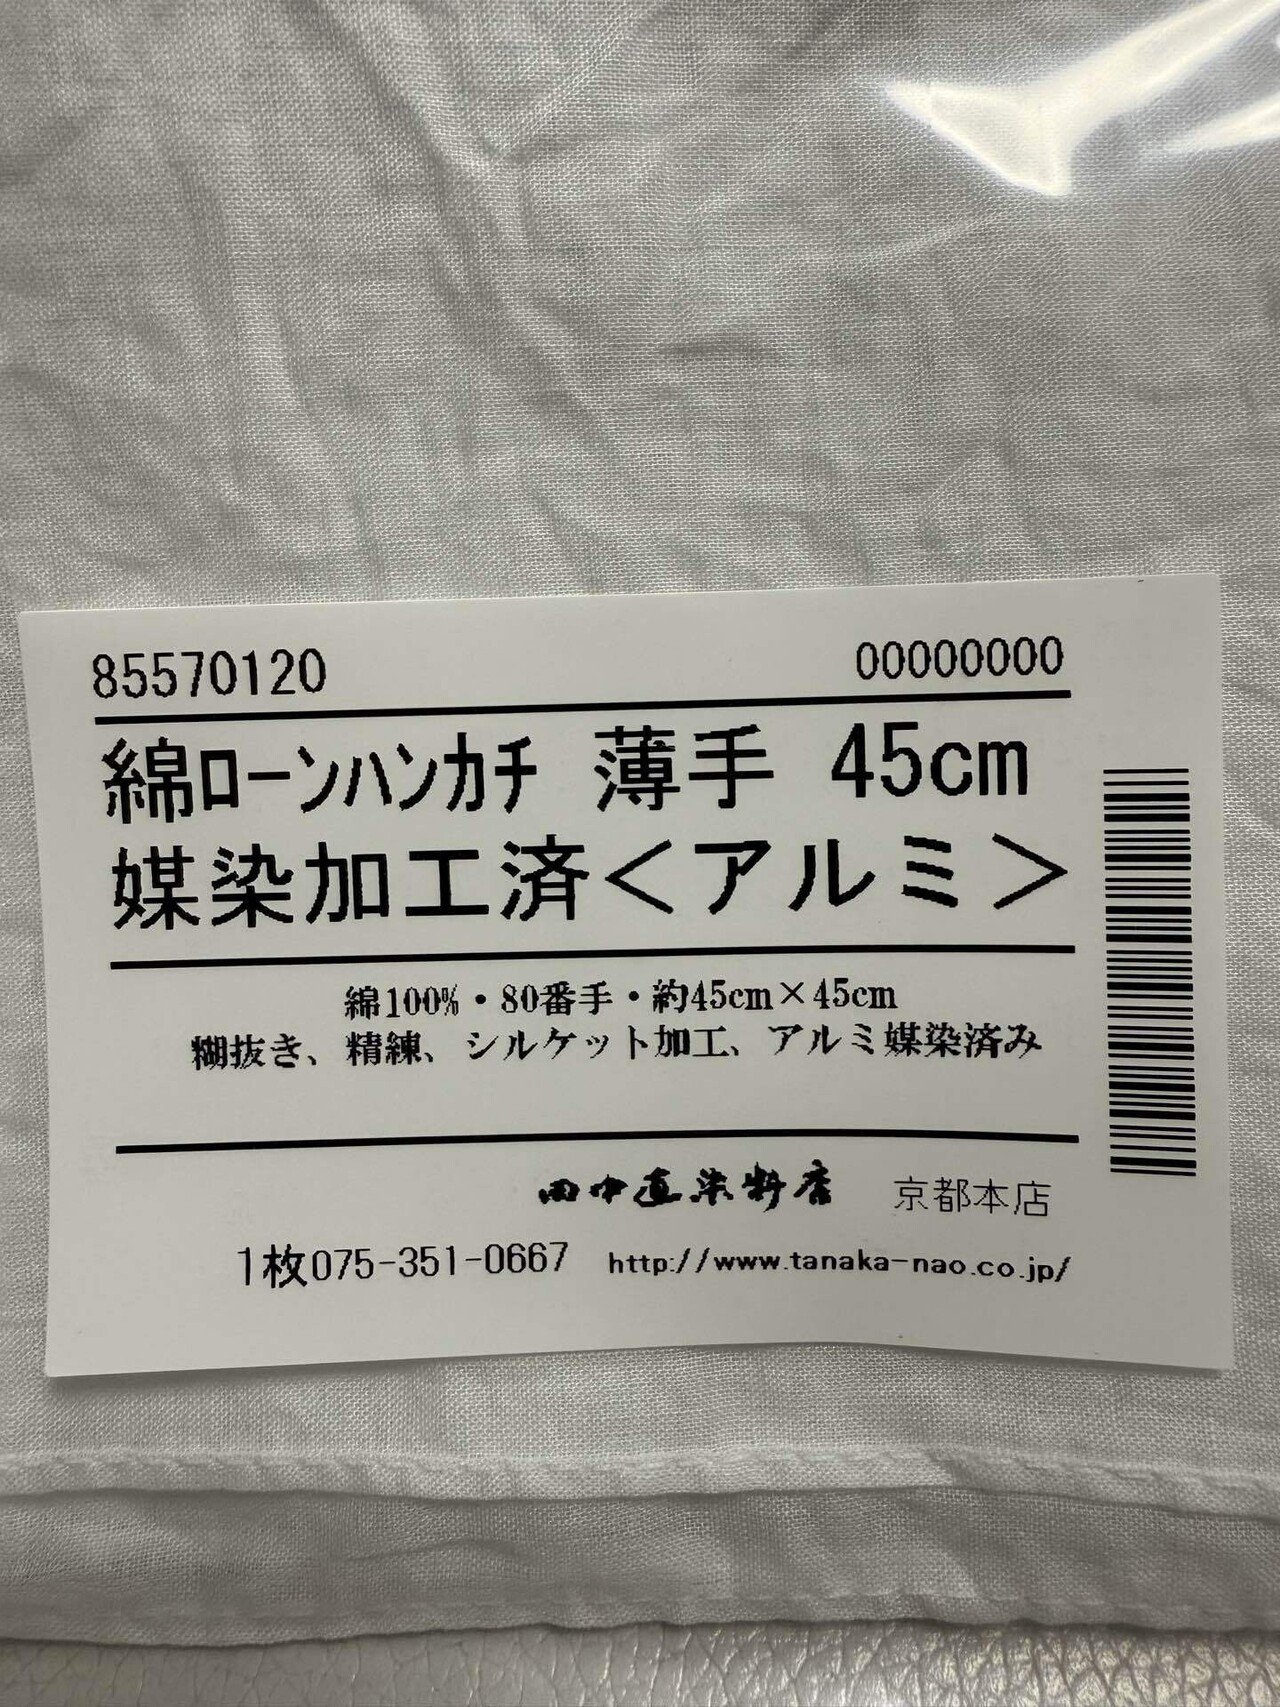 85570120 00000000
綿ローンハンカチ 薄手 45cm
媒染加工済＜アルミ＞
綿100%・80番手・約45cm×45cm
糊抜き、精練、シルケット加工、アルミ媒染済み
田中直染料店 京都本店
1枚075-351-0667 http://www.tanaka-nao.co.jp/